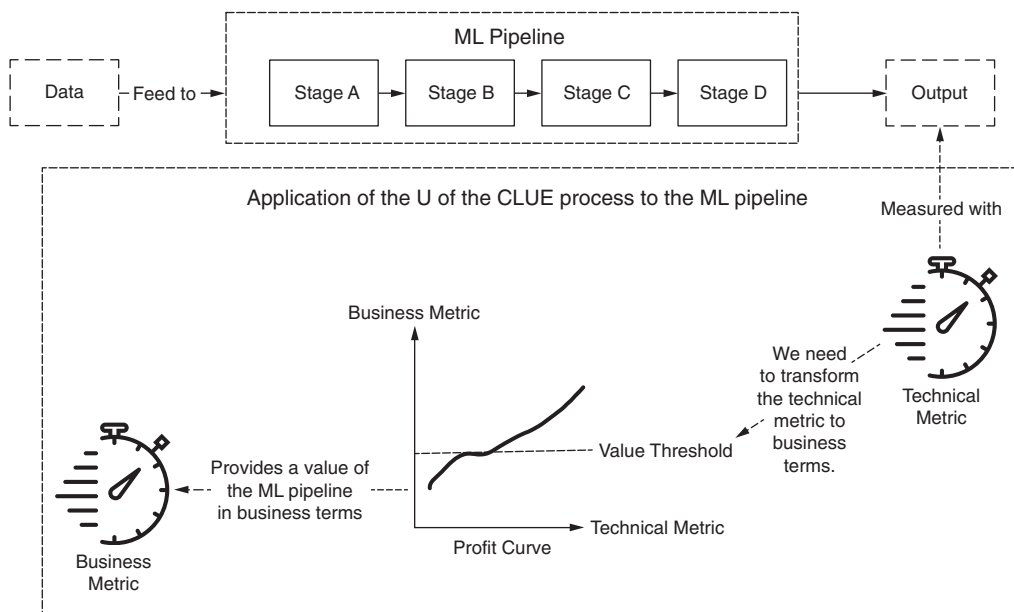 ML Pipeline
Data
Feed to
Stage A
Stage B
Stage C
Stage D
Output
Application of the U of the CLUE process to the ML pipeline
Measured with
Technical
Metric
We need
to transform
the technical
metric to
business
terms.
Business Metric
Value Threshold
Technical Metric
Profit Curve
Provides a value of
the ML pipeline
in business terms
Business
Metric